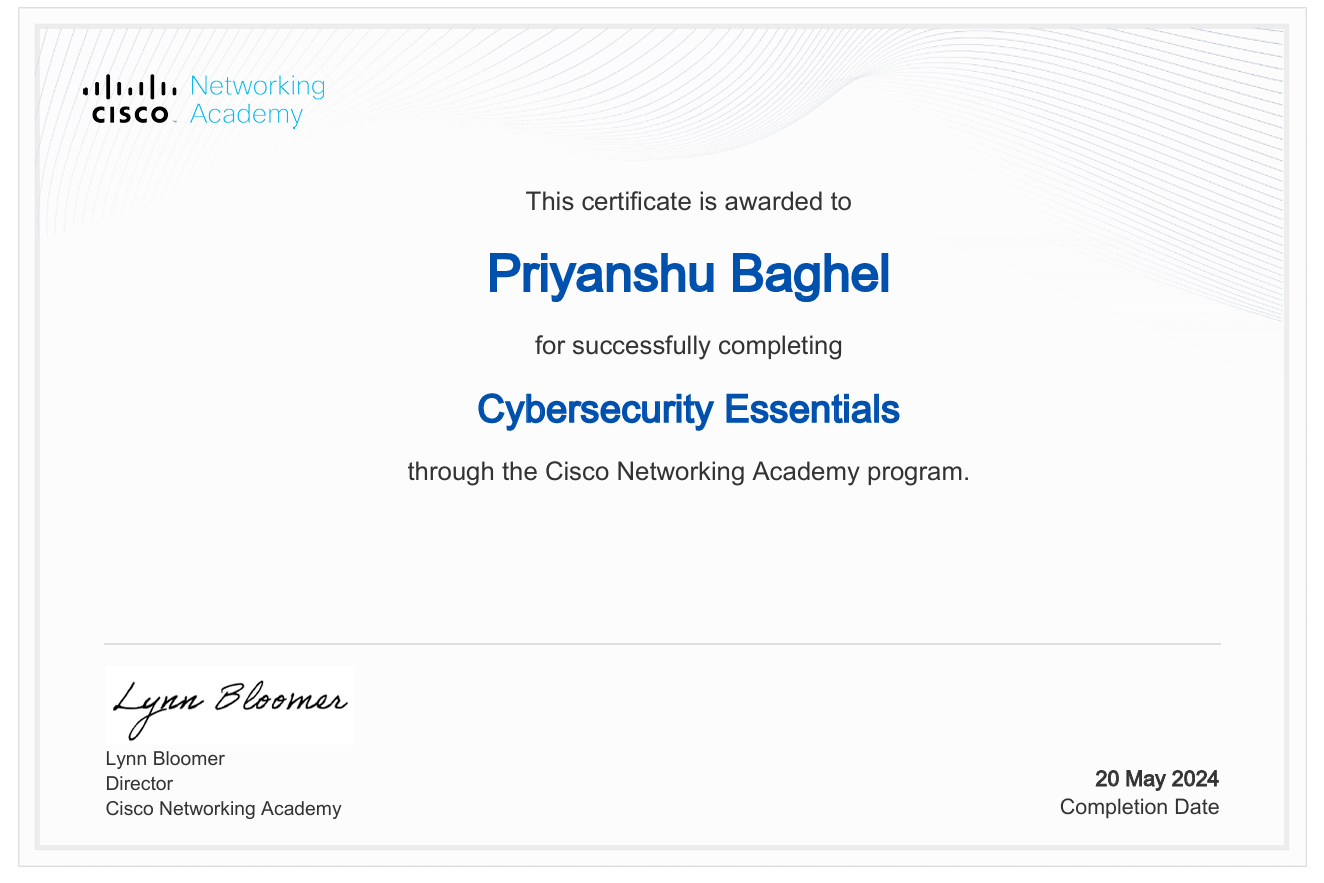 Networking
CISCO™ Academy
This certificate is awarded to
Priyanshu Baghel
for successfully completing
Cybersecurity Essentials
through the Cisco Networking Academy program.
Lynn Bloomer
Lynn Bloomer
Director
Cisco Networking Academy
20 May 2024
Completion Date